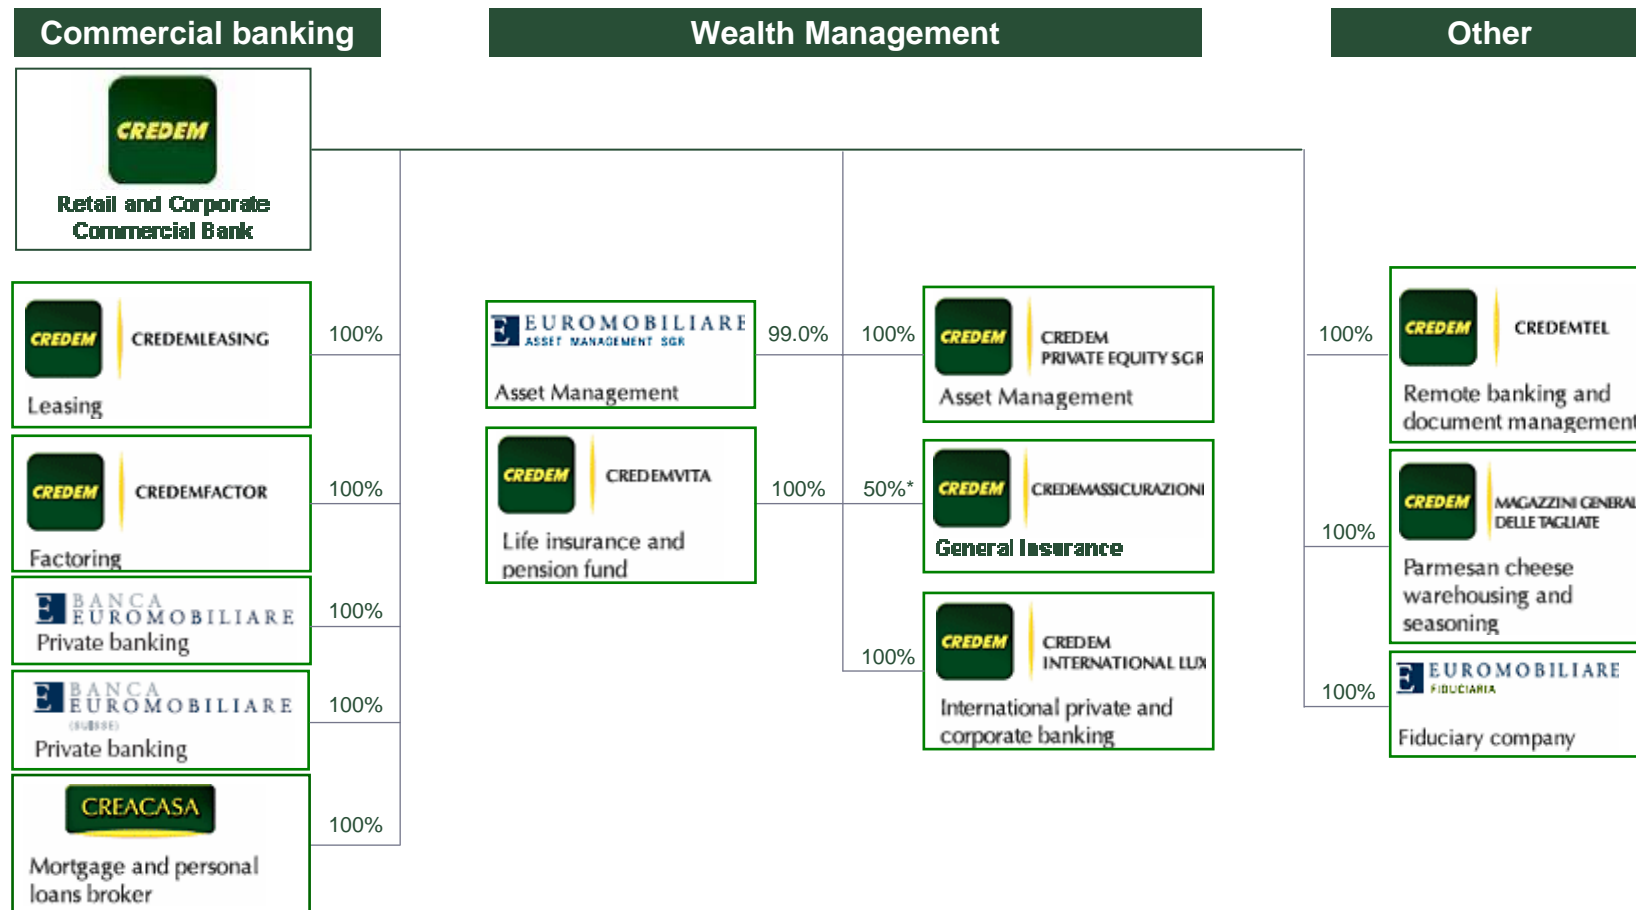 Commercial banking
Wealth Management
Other
CREDEM
Retail and Corporate
Commercial Bank
CREDEM
CREDEMLEASING
Leasing
100%
CREDEM
CREDEMFACTOR
Factoring
100%
E BANCA
EUROMOBILIARE
Private banking
100%
E BANCA
EUROMOBILIARE
(SUISSE)
Private banking
100%
CREACASA
Mortgage and personal
loans broker
100%
E EUROMOBILIARE
ASSET MANAGEMENT SGR
Asset Management
99.0%
CREDEM
CREDEMVITA
Life insurance and
pension fund
100%
100%
CREDEM
CREDEM
PRIVATE EQUITY SGR
Asset Management
50%*
CREDEM
CREDEMASSICURAZIONI
General Insurance
100%
CREDEM
CREDEM
INTERNATIONAL LUX
International private and
corporate banking
100%
CREDEM
CREDEMTEL
Remote banking and
document management
100%
CREDEM
MAGAZZINI GENERAL
DELLE TAGLIATE
Parmesan cheese
warehousing and
seasoning
100%
E EUROMOBILIARE
FIDUCIARIA
Fiduciary company